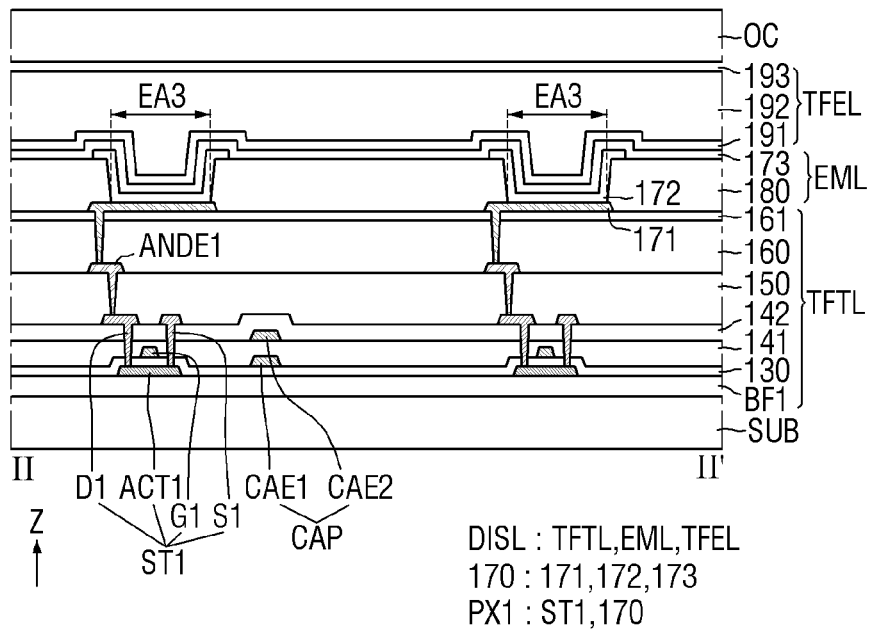 OC
193
EA3 EA3
192 TFEL
191
173
180 EML
172
161
171
ANDE1
160
150
142 TFTL
141
130
BF1
SUB
II II'
D1 ACT1 G1 S1 CAE1 CAE2
ST1 CAP
Z
DISL : TFTL,EML,TFEL
170 : 171,172,173
PX1 : ST1,170